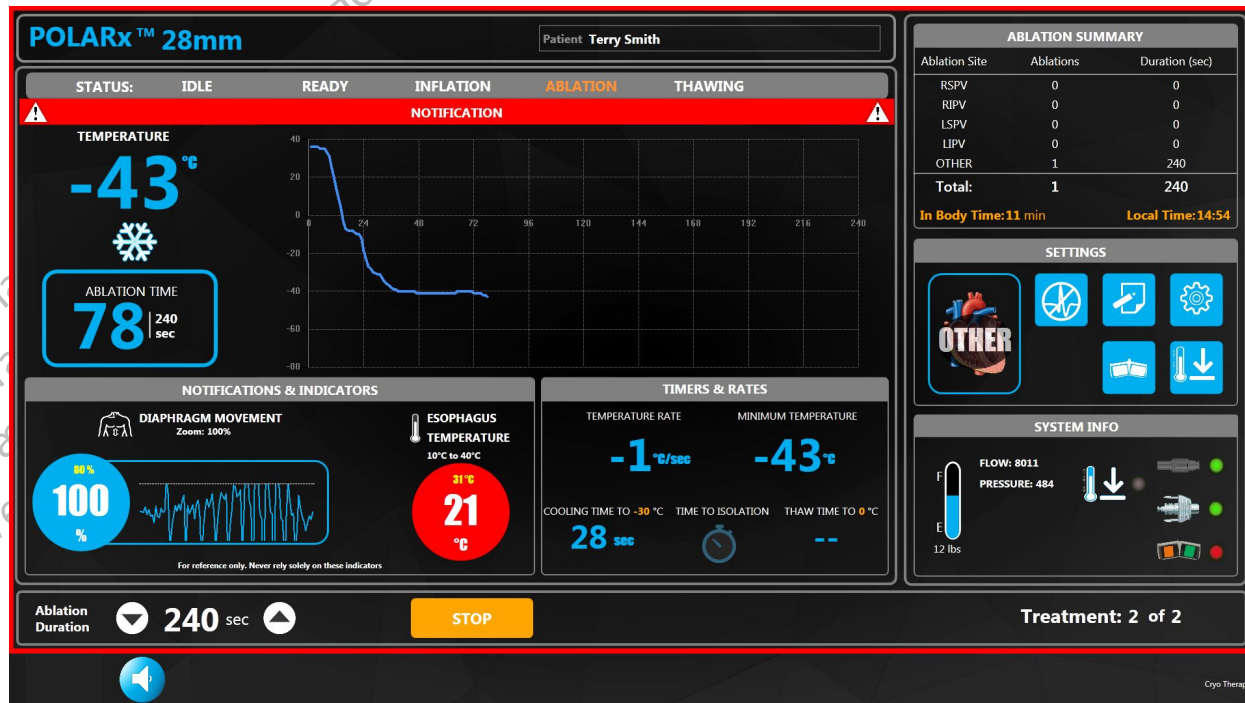 POLARx™ 28mm
Patient Terry Smith
STATUS: IDLE READY INFLATION ABLATION THAWING
NOTIFICATION
TEMPERATURE
-43 °C
ABLATION TIME
78 240
sec
40
20
0
-20
-40
-60
-80
0 24 48 72 96 120 144 168 192 216 240
NOTIFICATIONS & INDICATORS
DIAPHRAGM MOVEMENT
Zoom: 100%
80 %
100
%
ESOPHAGUS
TEMPERATURE
10°C to 40°C
31°C
21
°C
For reference only. Never rely solely on these indicators
TIMERS & RATES
TEMPERATURE RATE MINIMUM TEMPERATURE
-1 °C/sec -43 °C
COOLING TIME TO -30 °C TIME TO ISOLATION THAW TIME TO 0 °C
28 sec --
Ablation
Duration
240 sec
STOP
Treatment: 2 of 2
ABLATION SUMMARY
Ablation Site Ablations Duration (sec)
RSPV 0 0
RIPV 0 0
LSPV 0 0
LIPV 0 0
OTHER 1 240
Total: 1 240
In Body Time:11 min Local Time:14:54
SETTINGS
OTHER
SYSTEM INFO
F
E
12 lbs
FLOW: 8011
PRESSURE: 484
Cryo Therap